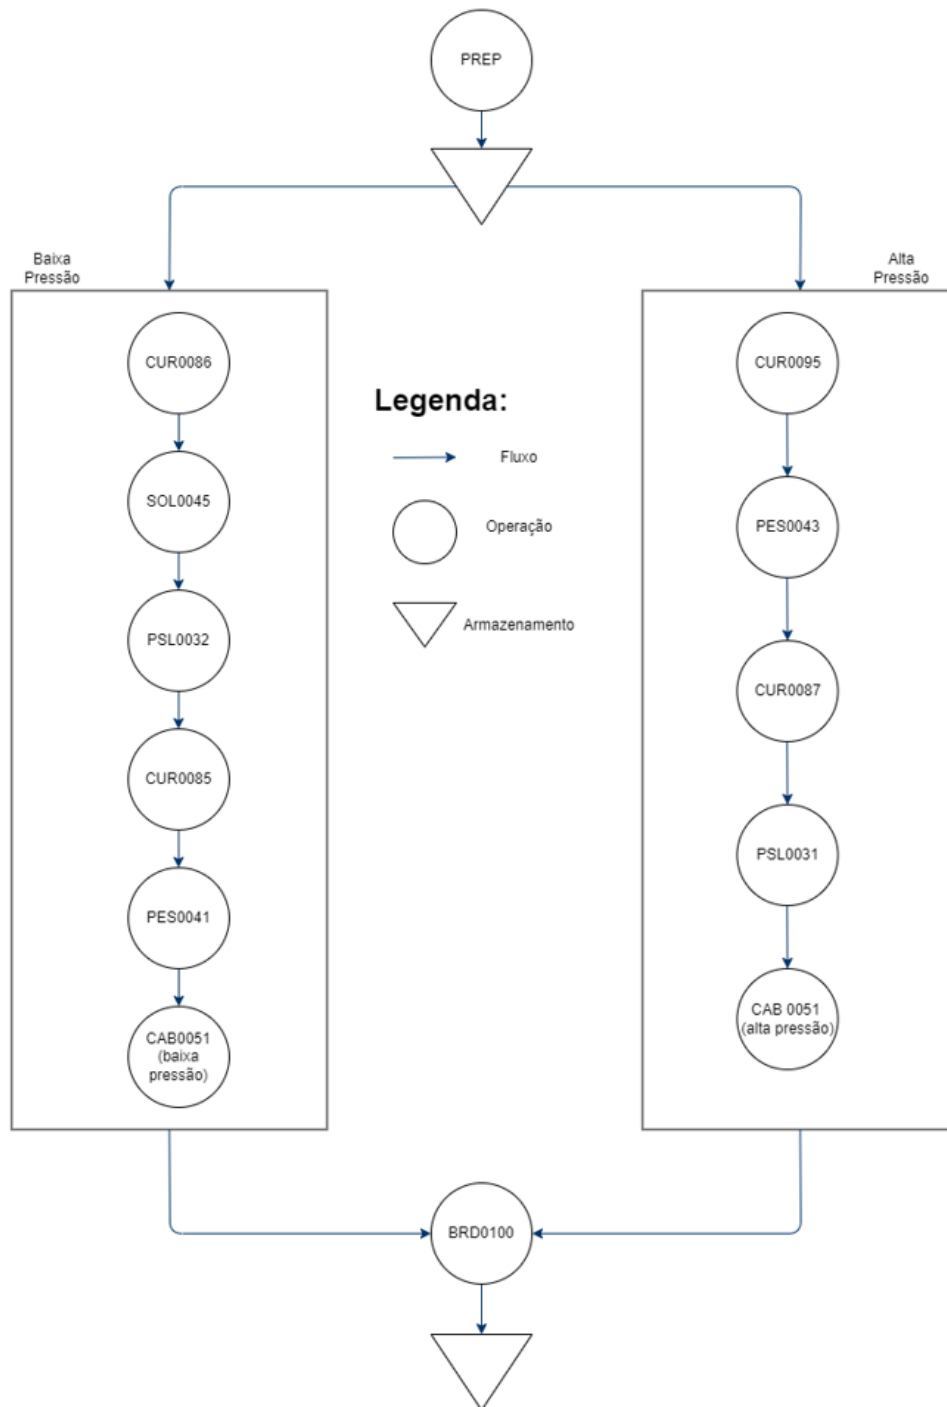 PREP
Baixa
Pressão
CUR0086
SOL0045
PSL0032
CUR0085
PES0041
CAB0051
(baixa
pressão)
Legenda:
Fluxo
Operação
Armazenamento
Alta
Pressão
CUR0095
PES0043
CUR0087
PSL0031
CAB 0051
(alta pressão)
BRD0100